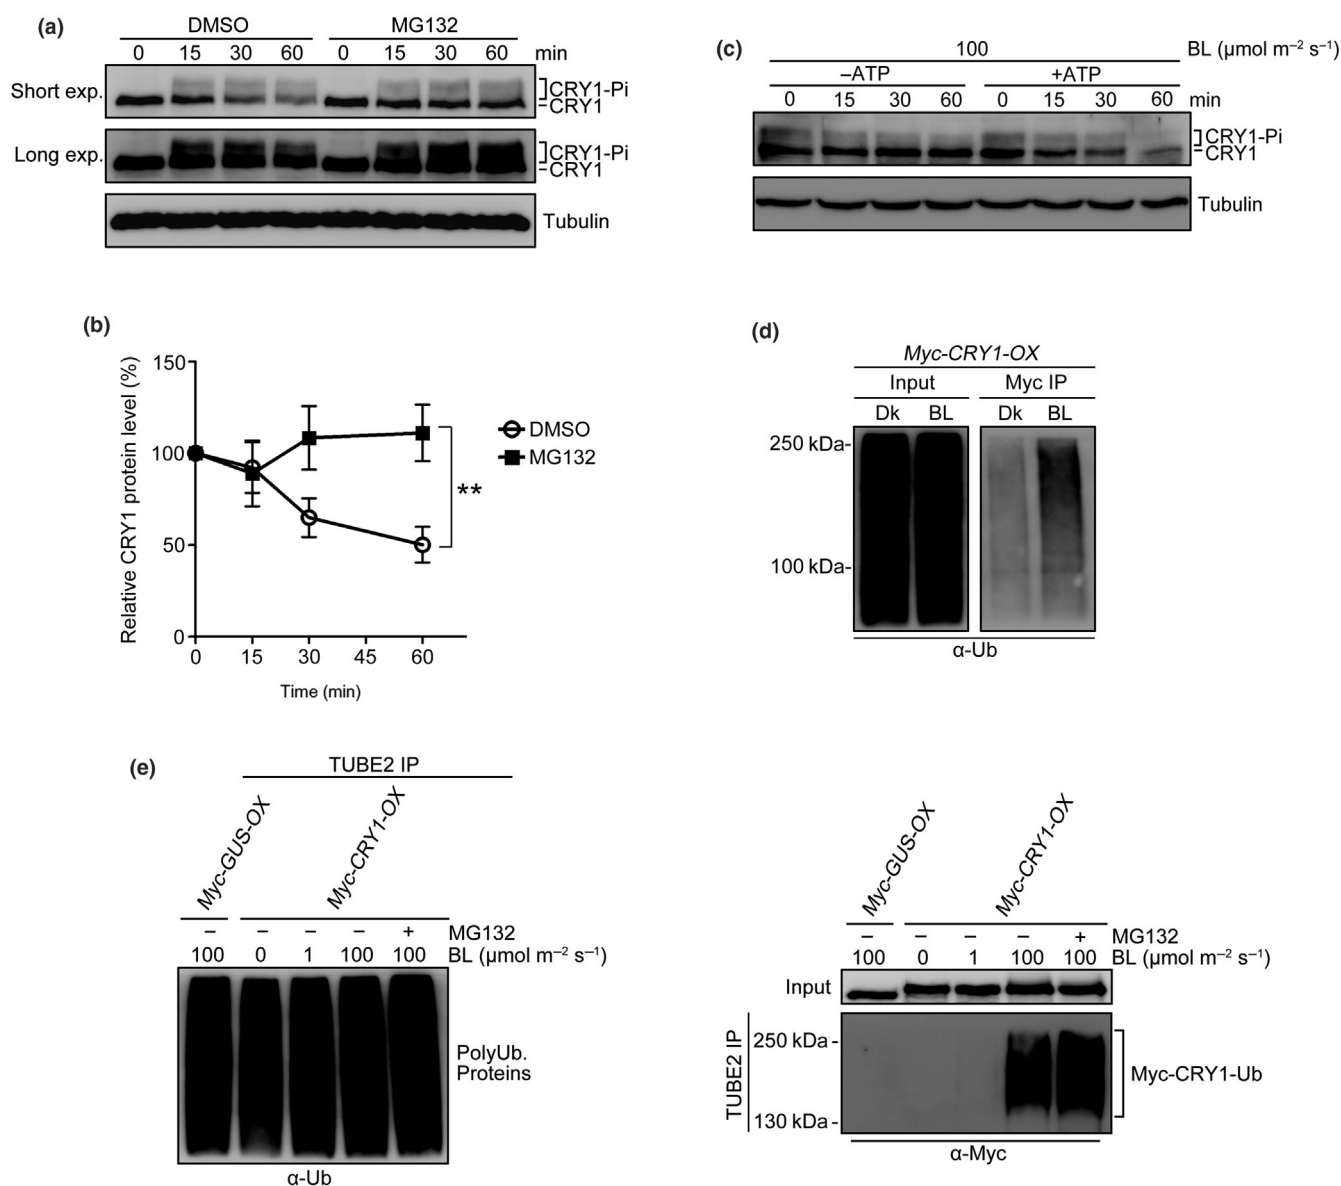 (a)
DMSO MG132
0 15 30 60 0 15 30 60 min
Short exp.
CRY1-Pi
CRY1
Long exp.
CRY1-Pi
CRY1
Tubulin
(c)
100 BL (µmol m⁻² s⁻¹)
–ATP +ATP
0 15 30 60 0 15 30 60 min
CRY1-Pi
CRY1
Tubulin
(b)
Relative CRY1 protein level (%)
150
100
50
0
0 15 30 45 60
Time (min)
DMSO
MG132
**
(d)
Myc-CRY1-OX
Input Myc IP
Dk BL Dk BL
250 kDa-
100 kDa-
α-Ub
(e)
TUBE2 IP
Myc-GUS-OX
Myc-CRY1-OX
– – – – + MG132
100 0 1 100 100 BL (µmol m⁻² s⁻¹)
PolyUb.
Proteins
α-Ub
Myc-GUS-OX
Myc-CRY1-OX
– – – – + MG132
100 0 1 100 100 BL (µmol m⁻² s⁻¹)
Input
TUBE2 IP
250 kDa-
130 kDa-
Myc-CRY1-Ub
α-Myc